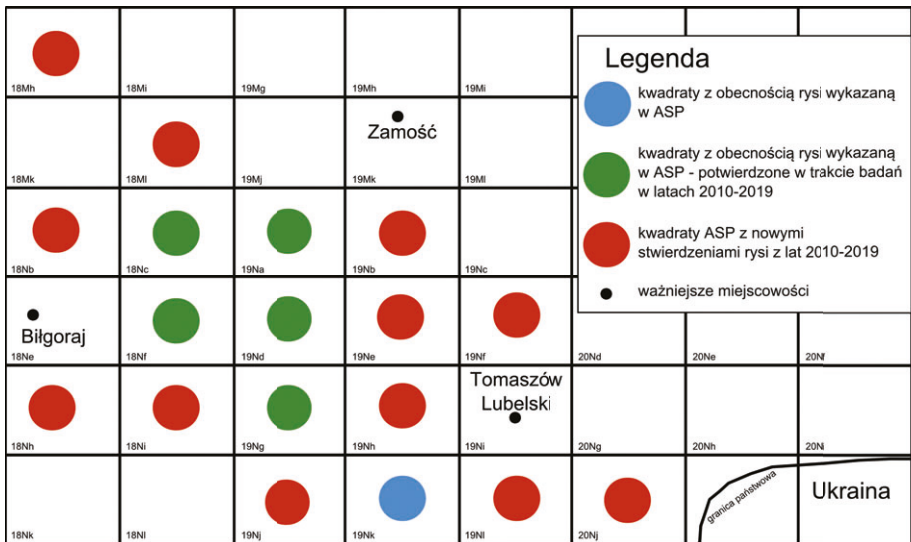 Legenda
kwadraty z obecnością rysi wykazaną
w ASP
kwadraty z obecnością rysi wykazaną
w ASP - potwierdzone w trakcie badań
w latach 2010-2019
kwadraty ASP z nowymi
stwierdzeniami rysi z lat 2010-2019
ważniejsze miejscowości
18Mh
18Mi
19Mg
19Mh
19Mi
Zamość
18Mk
18Ml
19Mj
19Mk
19Ml
18Nb
18Nc
19Na
19Nb
19Nc
Biłgoraj
18Ne
18Nf
19Nd
19Ne
19Nf
20Nd
20Ne
20Nf
Tomaszów
Lubelski
18Nh
18Ni
19Ng
19Nh
19Ni
20Ng
20Nh
20Ni
granica państwowa
Ukraina
18Nk
18Nl
19Nj
19Nk
19Nl
20Nj